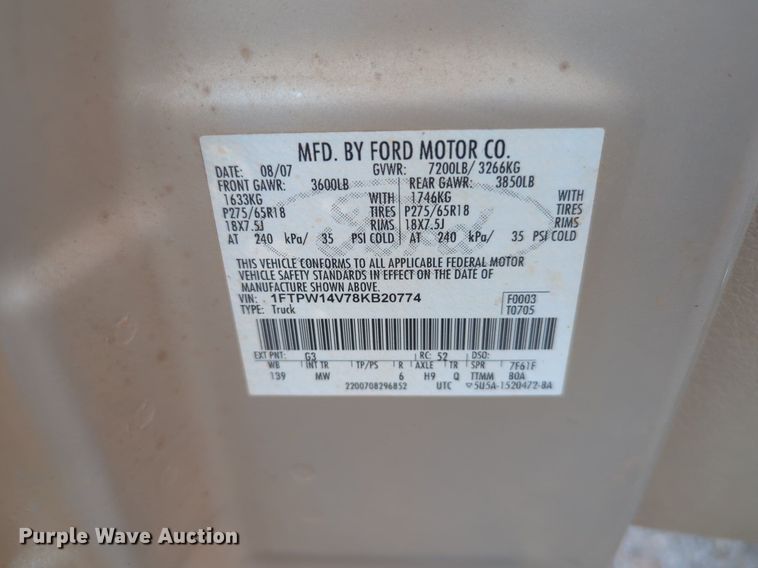 MFD. BY FORD MOTOR CO.
DATE: 08/07 GVWR: 7200LB/ 3266KG
FRONT GAWR: 3600LB REAR GAWR: 3850LB
1633KG WITH 1746KG WITH
P275/65R18 TIRES P275/65R18 TIRES
18X7.5J RIMS 18X7.5J RIMS
AT 240 kPa/ 35 PSI COLD AT 240 kPa/ 35 PSI COLD
Ford
THIS VEHICLE CONFORMS TO ALL APPLICABLE FEDERAL MOTOR
VEHICLE SAFETY STANDARDS IN EFFECT ON THE DATE OF
MANUFACTURE SHOWN ABOVE.
VIN: 1FTPW14V78KB20774 F0003
TYPE: Truck T0705
EXT PNT: G3 RC: 52 DSO:
WB INT TR TP/PS R AXLE TR SPR 7F61F
139 MW 6 H9 Q TTMM BOA
2200708296852 UTC 5U5A-1520472-BA
Purple Wave Auction